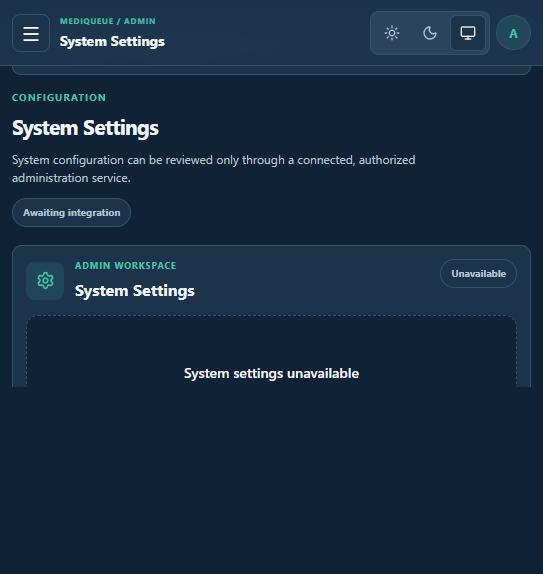 MEDIQUEUE / ADMIN
System Settings
A
CONFIGURATION
System Settings
System configuration can be reviewed only through a connected, authorized
administration service.
Awaiting integration
ADMIN WORKSPACE
System Settings
Unavailable
System settings unavailable